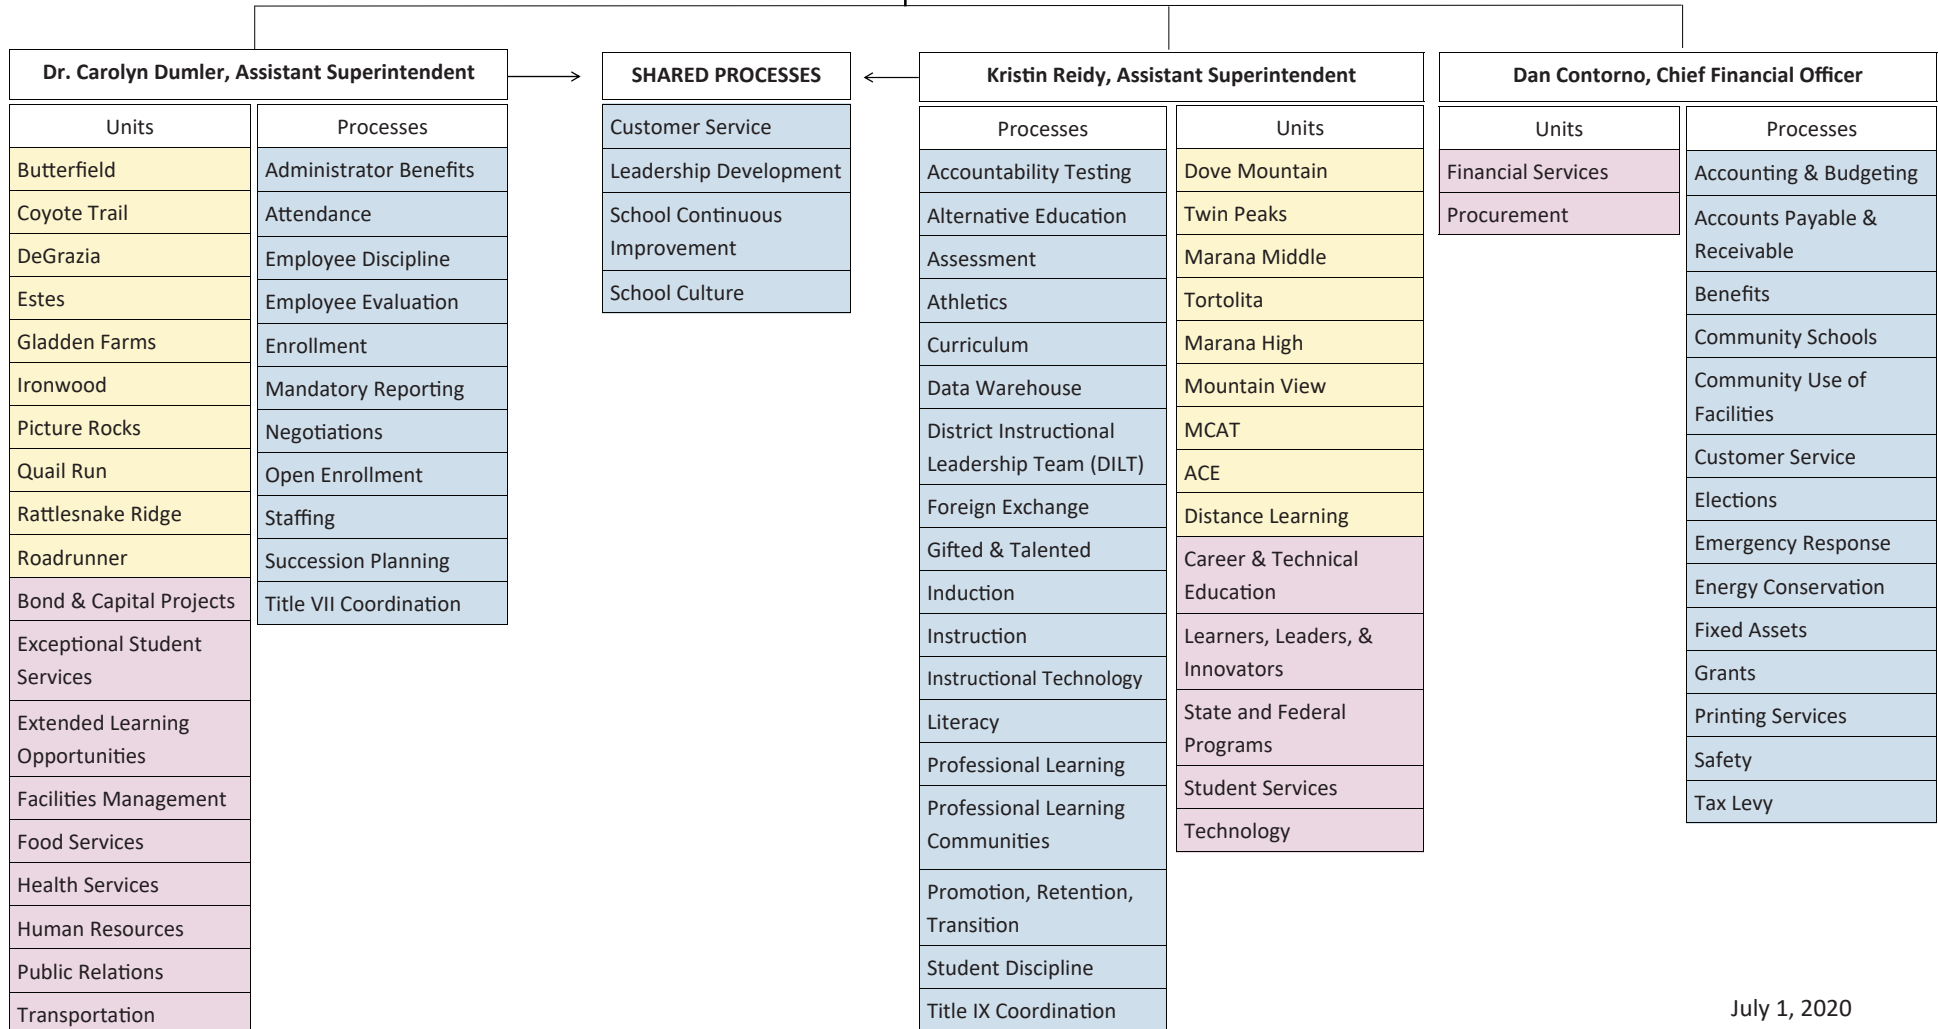 Dr. Carolyn Dumler, Assistant Superintendent
Units
Butterfield
Coyote Trail
DeGrazia
Estes
Gladden Farms
Ironwood
Picture Rocks
Quail Run
Rattlesnake Ridge
Roadrunner
Bond & Capital Projects
Exceptional Student
Services
Extended Learning
Opportunities
Facilities Management
Food Services
Health Services
Human Resources
Public Relations
Transportation
Processes
Administrator Benefits
Attendance
Employee Discipline
Employee Evaluation
Enrollment
Mandatory Reporting
Negotiations
Open Enrollment
Staffing
Succession Planning
Title VII Coordination
SHARED PROCESSES
Customer Service
Leadership Development
School Continuous
Improvement
School Culture
Kristin Reidy, Assistant Superintendent
Processes
Accountability Testing
Alternative Education
Assessment
Athletics
Curriculum
Data Warehouse
District Instructional
Leadership Team (DILT)
Foreign Exchange
Gifted & Talented
Induction
Instruction
Instructional Technology
Literacy
Professional Learning
Professional Learning
Communities
Promotion, Retention,
Transition
Student Discipline
Title IX Coordination
Units
Dove Mountain
Twin Peaks
Marana Middle
Tortolita
Marana High
Mountain View
MCAT
ACE
Distance Learning
Career & Technical
Education
Learners, Leaders, &
Innovators
State and Federal
Programs
Student Services
Technology
Dan Contorno, Chief Financial Officer
Units
Financial Services
Procurement
Processes
Accounting & Budgeting
Accounts Payable &
Receivable
Benefits
Community Schools
Community Use of
Facilities
Customer Service
Elections
Emergency Response
Energy Conservation
Fixed Assets
Grants
Printing Services
Safety
Tax Levy
July 1, 2020